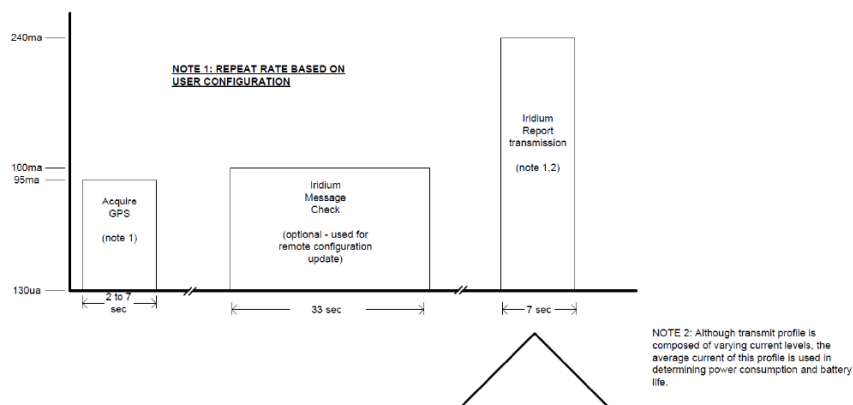 240ma
NOTE 1: REPEAT RATE BASED ON
USER CONFIGURATION
Iridium
Report
transmission
(note 1,2)
100ma
95ma
Acquire
GPS
(note 1)
Iridium
Message
Check
(optional - used for
remote configuration
update)
130ua
2 to 7
sec
33 sec
7 sec
NOTE 2: Although transmit profile is
composed of varying current levels, the
average current of this profile is used in
determining power consumption and battery
life.